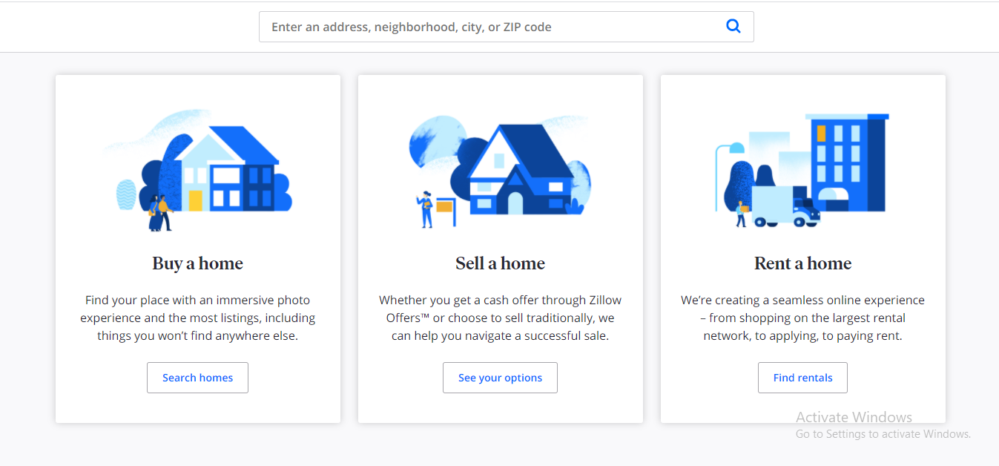 Enter an address, neighborhood, city, or ZIP code
Buy a home
Find your place with an immersive photo
experience and the most listings, including
things you won’t find anywhere else.
Search homes
Sell a home
Whether you get a cash offer through Zillow
Offers™ or choose to sell traditionally, we
can help you navigate a successful sale.
See your options
Rent a home
We’re creating a seamless online experience
– from shopping on the largest rental
network, to applying, to paying rent.
Find rentals
Activate Windows
Go to Settings to activate Windows.